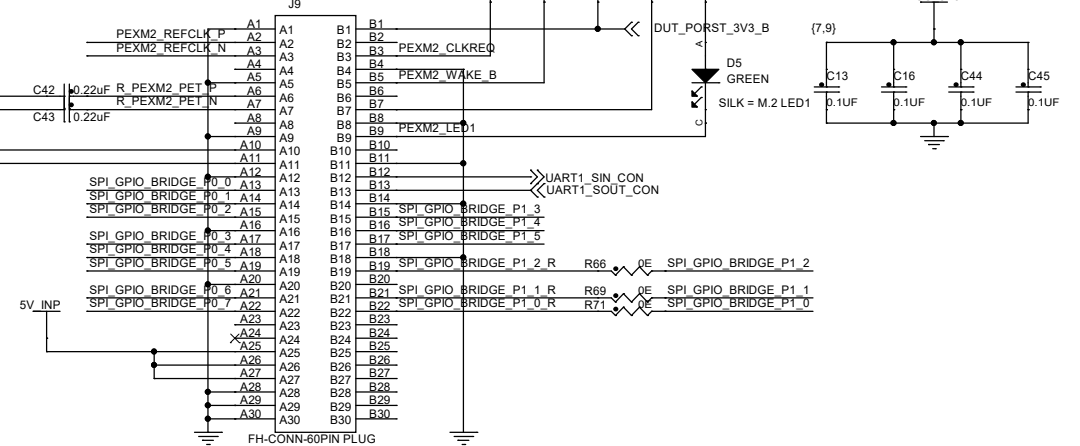 J9
A1 A1 B1 B1 DUT_PORST_3V3_B {7,9}
PEXM2_REFCLK_P A2 A2 B2 B2
PEXM2_REFCLK_N A3 A3 B3 B3 PEXM2_CLKREQ A
A4 A4 B4 B4 D5
A5 A5 B5 B5 PEXM2_WAKE_B GREEN C13 C16 C44 C45
C42 0.22uF R_PEXM2_PET_P A6 A6 B6 B6
R_PEXM2_PET_N A7 A7 B7 B7 SILK = M.2 LED1 0.1UF 0.1UF 0.1UF 0.1UF
C43 0.22uF A8 A8 B8 B8 C
A9 A9 B9 B9 PEXM2_LED1
A10 A10 B10 B10
A11 A11 B11 B11
A12 A12 B12 B12 UART1_SIN_CON
SPI_GPIO_BRIDGE_P0_0 A13 A13 B13 B13 UART1_SOUT_CON
SPI_GPIO_BRIDGE_P0_1 A14 A14 B14 B14
SPI_GPIO_BRIDGE_P0_2 A15 A15 B15 B15 SPI_GPIO_BRIDGE_P1_3
A16 A16 B16 B16 SPI_GPIO_BRIDGE_P1_4
SPI_GPIO_BRIDGE_P0_3 A17 A17 B17 B17 SPI_GPIO_BRIDGE_P1_5
SPI_GPIO_BRIDGE_P0_4 A18 A18 B18 B18
SPI_GPIO_BRIDGE_P0_5 A19 A19 B19 B19 SPI_GPIO_BRIDGE_P1_2_R R66 0E SPI_GPIO_BRIDGE_P1_2
A20 A20 B20 B20
SPI_GPIO_BRIDGE_P0_6 A21 A21 B21 B21 SPI_GPIO_BRIDGE_P1_1_R R69 0E SPI_GPIO_BRIDGE_P1_1
5V_INP SPI_GPIO_BRIDGE_P0_7 A22 A22 B22 B22 SPI_GPIO_BRIDGE_P1_0_R R71 0E SPI_GPIO_BRIDGE_P1_0
A23 A23 B23 B23
A24 A24 B24 B24
A25 A25 B25 B25
A26 A26 B26 B26
A27 A27 B27 B27
A28 A28 B28 B28
A29 A29 B29 B29
A30 A30 B30 B30
FH-CONN-60PIN PLUG